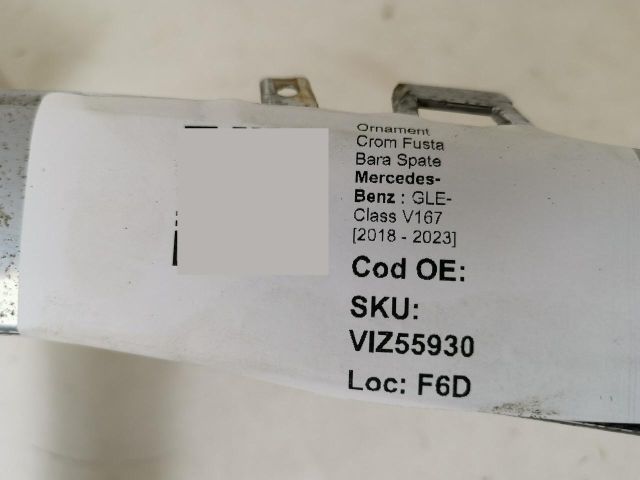 Ornament
Crom Fusta
Bara Spate
Mercedes-
Benz : GLE-
Class V167
[2018 - 2023]
Cod OE:
SKU:
VIZ55930
Loc: F6D